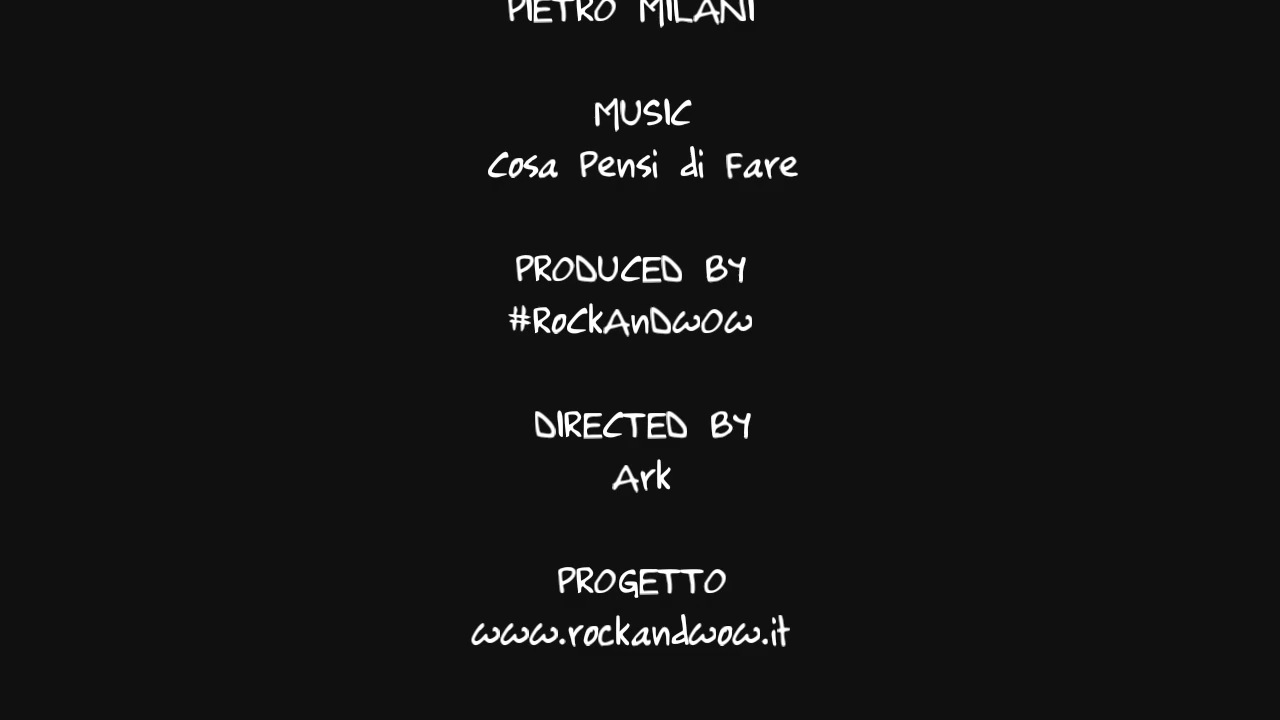 PIETRO MILANI
MUSIC
Cosa Pensi di Fare
PRODUCED BY
#RoCkAnDwOw
DIRECTED BY
Ark
PROGETTO
www.rockandwow.it